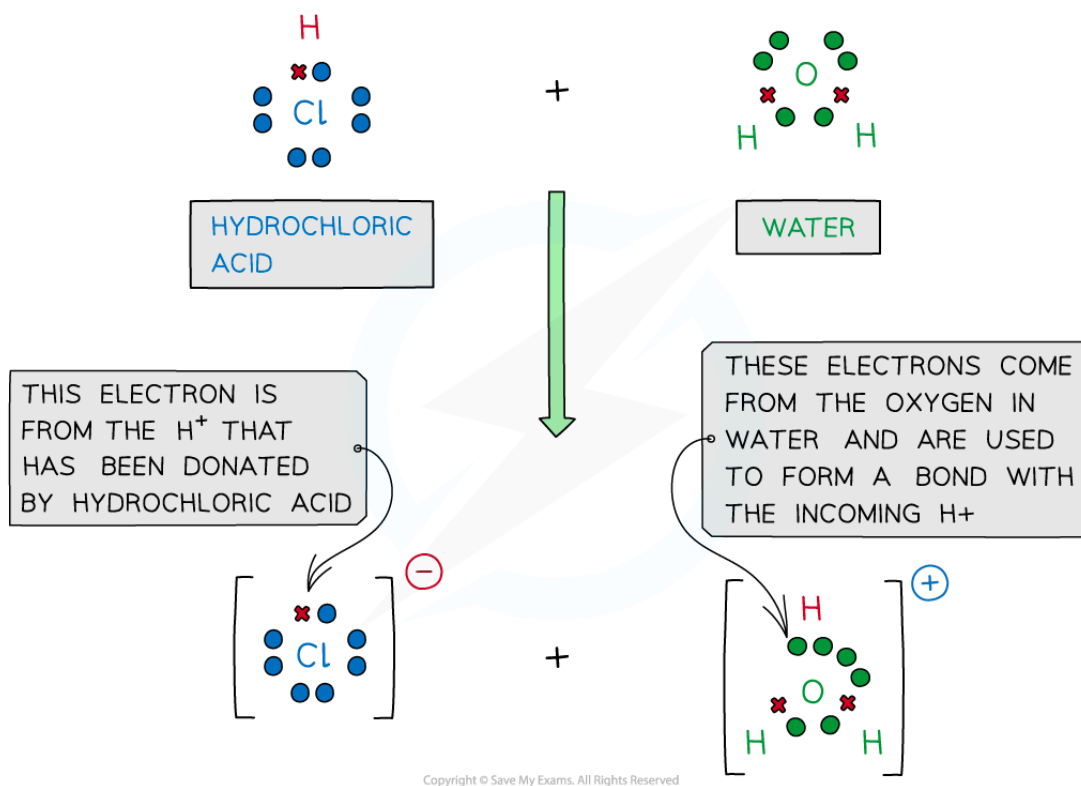 H
Cl
+
O
H H
HYDROCHLORIC
ACID
WATER
THIS ELECTRON IS
FROM THE H⁺ THAT
HAS BEEN DONATED
BY HYDROCHLORIC ACID
THESE ELECTRONS COME
FROM THE OXYGEN IN
WATER AND ARE USED
TO FORM A BOND WITH
THE INCOMING H+
Cl
−
+
H
O
H H
+
Copyright © Save My Exams. All Rights Reserved